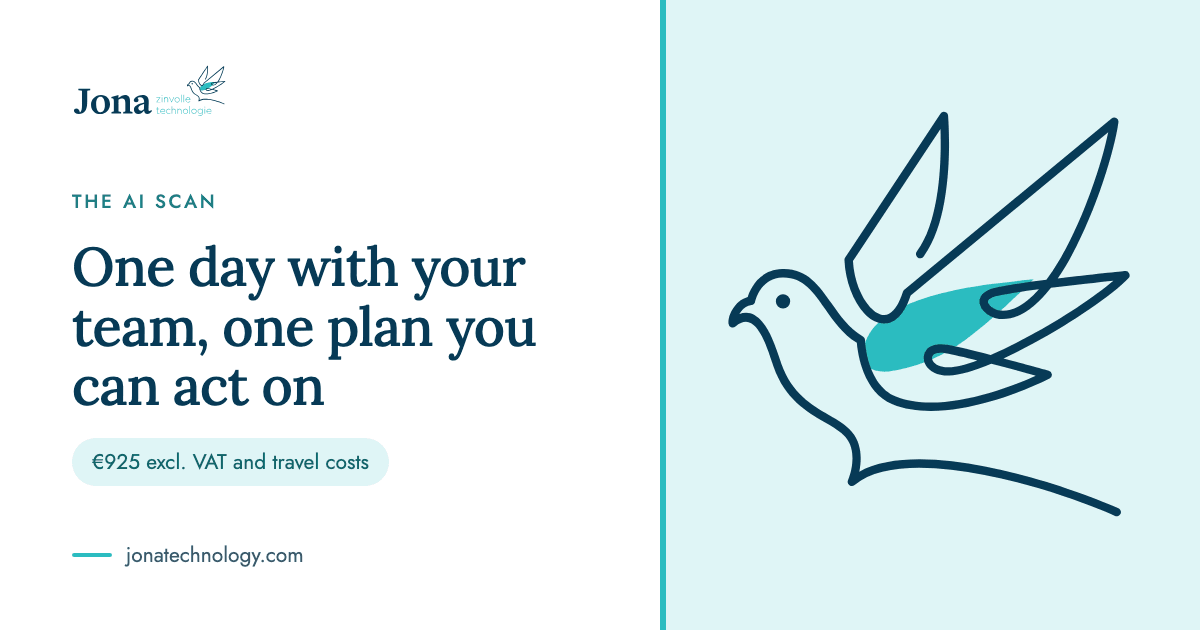 Jona
zinvolle
technologie
THE AI SCAN
One day with your
team, one plan you
can act on
€925 excl. VAT and travel costs
jonatechnology.com